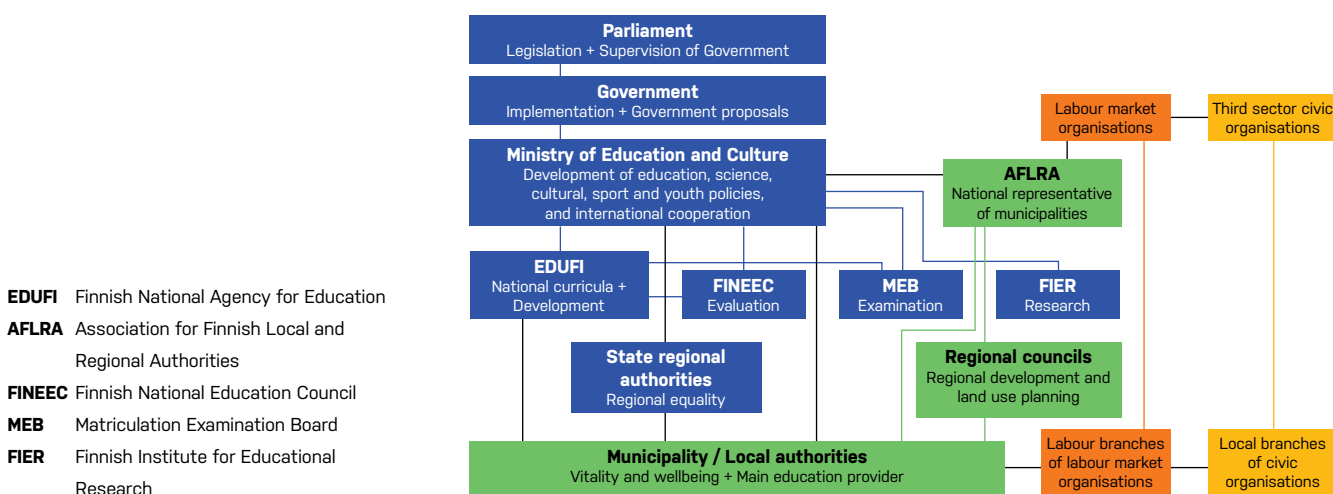 Parliament
Legislation + Supervision of Government
Government
Implementation + Government proposals
Ministry of Education and Culture
Development of education, science,
cultural, sport and youth policies,
and international cooperation
Labour market
organisations
Third sector civic
organisations
AFLRA
National representative
of municipalities
EDUFI
National curricula +
Development
FINEEC
Evaluation
MEB
Examination
FIER
Research
State regional
authorities
Regional equality
Regional councils
Regional development and
land use planning
Municipality / Local authorities
Vitality and wellbeing + Main education provider
Labour branches
of labour market
organisations
Local branches
of civic
organisations
EDUFI Finnish National Agency for Education
AFLRA Association for Finnish Local and
Regional Authorities
FINEEC Finnish National Education Council
MEB Matriculation Examination Board
FIER Finnish Institute for Educational
Research